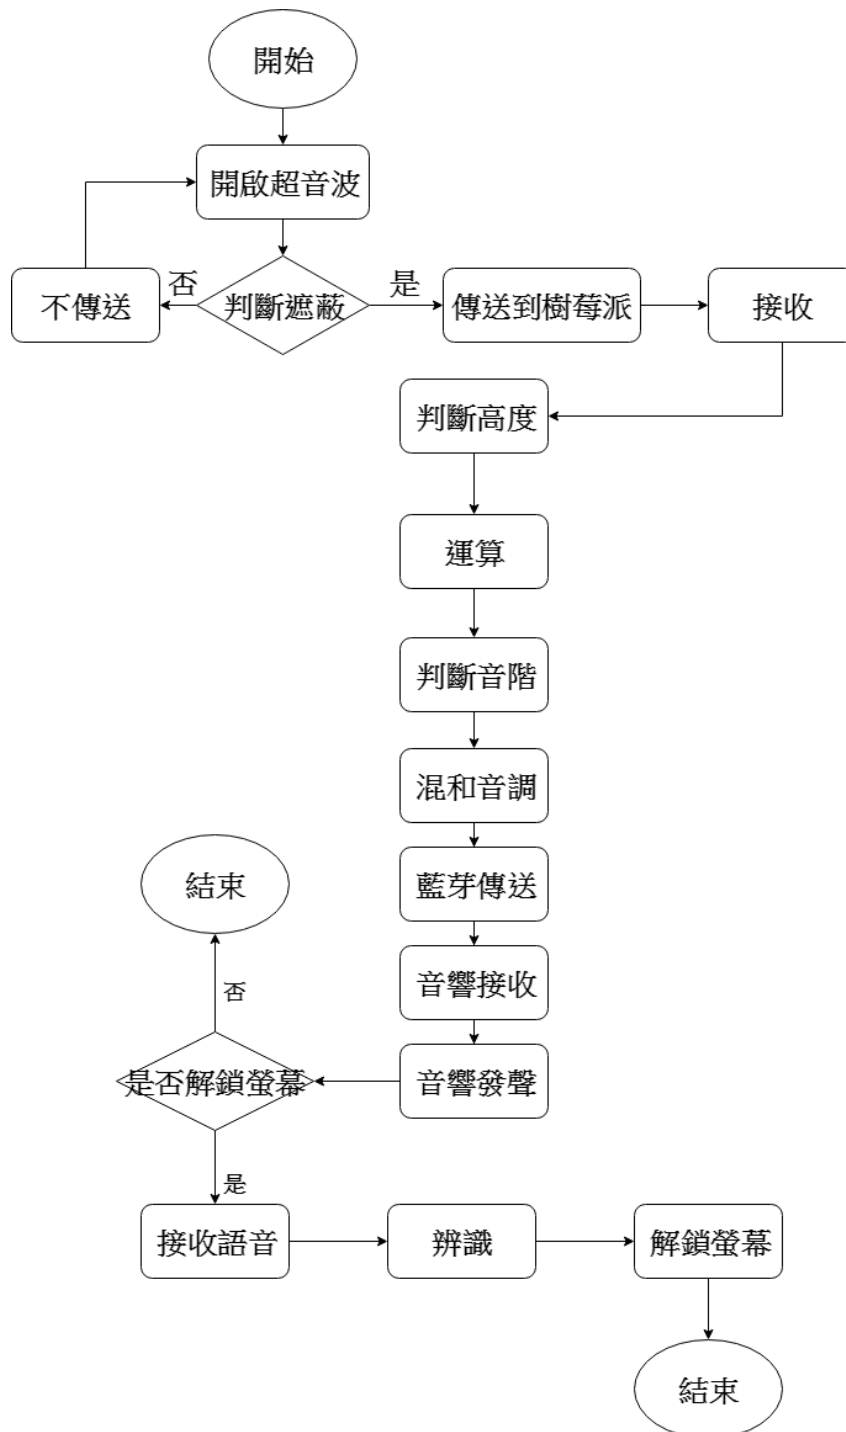 開始
開啟超音波
否
是
不傳送
判斷遮蔽
傳送到樹莓派
接收
判斷高度
運算
判斷音階
混和音調
藍芽傳送
結束
音響接收
否
是否解鎖螢幕
音響發聲
是
接收語音
辨識
解鎖螢幕
結束